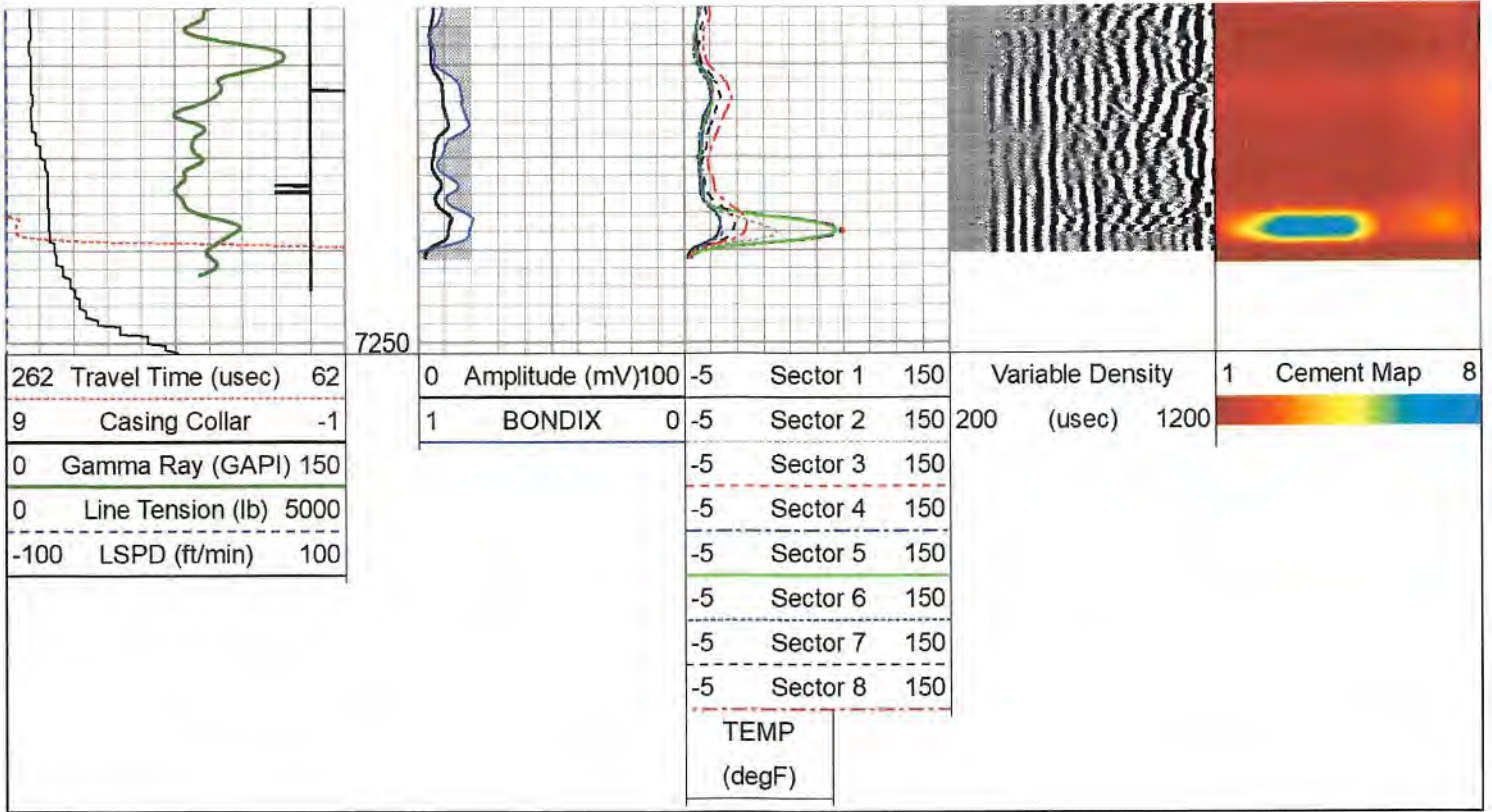 7250
262 Travel Time (usec) 62
9 Casing Collar -1
0 Gamma Ray (GAPI) 150
0 Line Tension (lb) 5000
-100 LSPD (ft/min) 100
0 Amplitude (mV)100
1 BONDIX 0
-5 Sector 1 150
-5 Sector 2 150
-5 Sector 3 150
-5 Sector 4 150
-5 Sector 5 150
-5 Sector 6 150
-5 Sector 7 150
-5 Sector 8 150
TEMP
(degF)
Variable Density
200 (usec) 1200
1 Cement Map 8